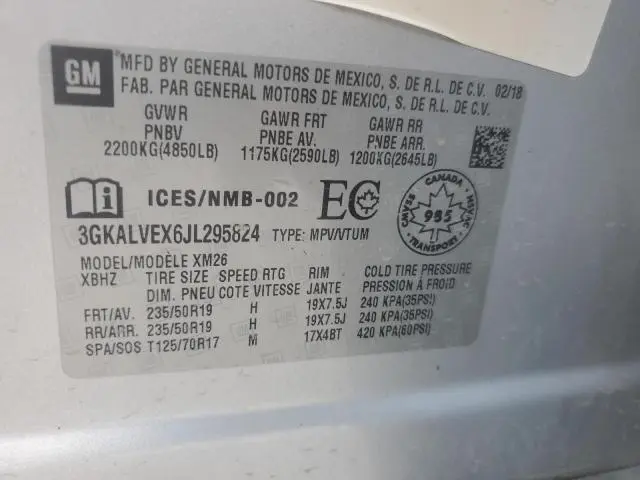 GM
MFD BY GENERAL MOTORS DE MEXICO, S. DE R.L. DE C.V. 02/18
FAB. PAR GENERAL MOTORS DE MEXICO, S. DE R.L. DE C.V.
GVWR GAWR FRT GAWR RR
PNBV PNBE AV. PNBE ARR.
2200KG(4850LB) 1175KG(2590LB) 1200KG(2645LB)
i ICES/NMB-002 EC CANADA 955 CMVSS NSVAC
3GKALVEX6JL295824 TYPE: MPV/VTUM
MODEL/MODÈLE XM26
XBHZ TIRE SIZE SPEED RTG RIM COLD TIRE PRESSURE
DIM. PNEU COTE VITESSE JANTE PRESSION À FROID
FRT/AV. 235/50R19 H 19X7.5J 240 KPA(35PSI)
RR/ARR. 235/50R19 H 19X7.5J 240 KPA(35PSI)
SPA/SOS T125/70R17 M 17X4BT 420 KPA(60PSI)